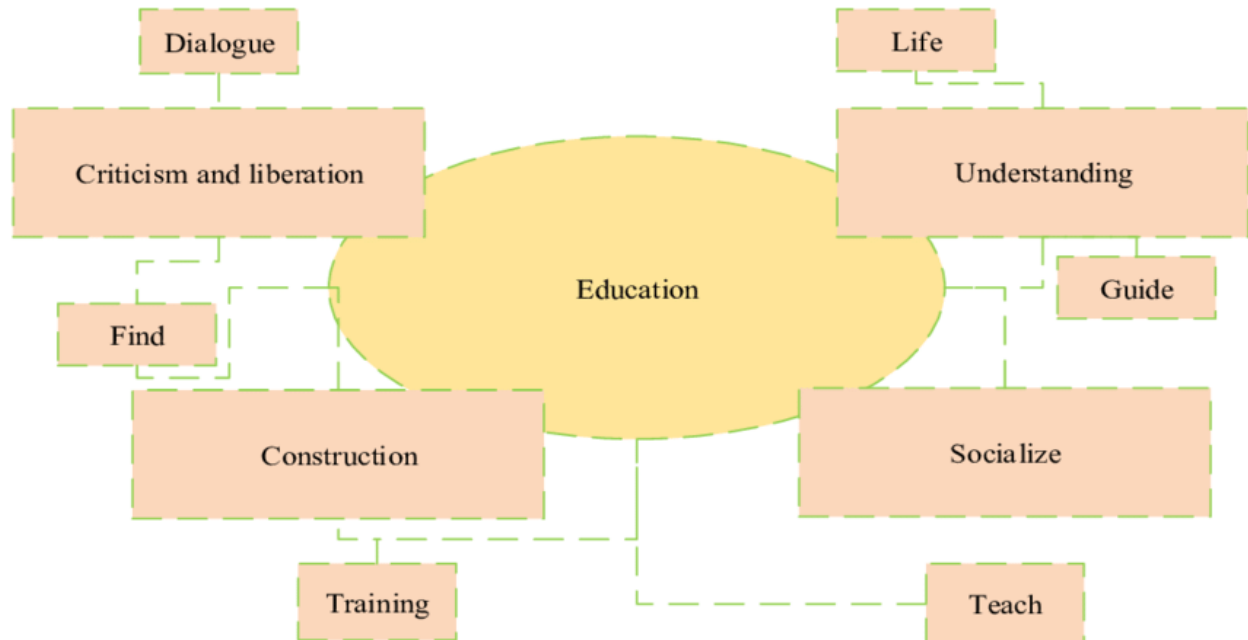 Dialogue
Life
Criticism and liberation
Understanding
Education
Guide
Find
Construction
Socialize
Training
Teach